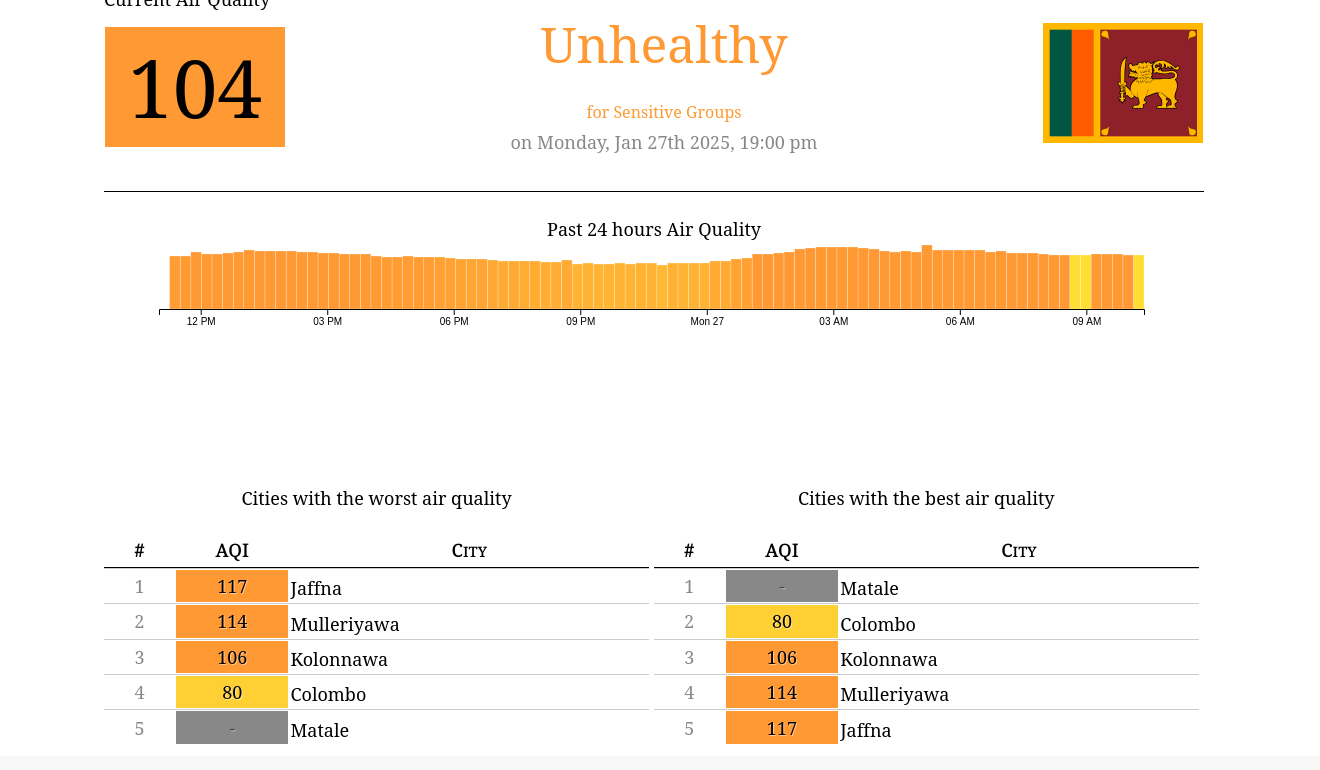 Current Air Quality
104
Unhealthy
for Sensitive Groups
on Monday, Jan 27th 2025, 19:00 pm
Past 24 hours Air Quality
12 PM 03 PM 06 PM 09 PM Mon 27 03 AM 06 AM 09 AM
Cities with the worst air quality
# AQI City
1 117 Jaffna
2 114 Mulleriyawa
3 106 Kolonnawa
4 80 Colombo
5 - Matale
Cities with the best air quality
# AQI City
1 - Matale
2 80 Colombo
3 106 Kolonnawa
4 114 Mulleriyawa
5 117 Jaffna